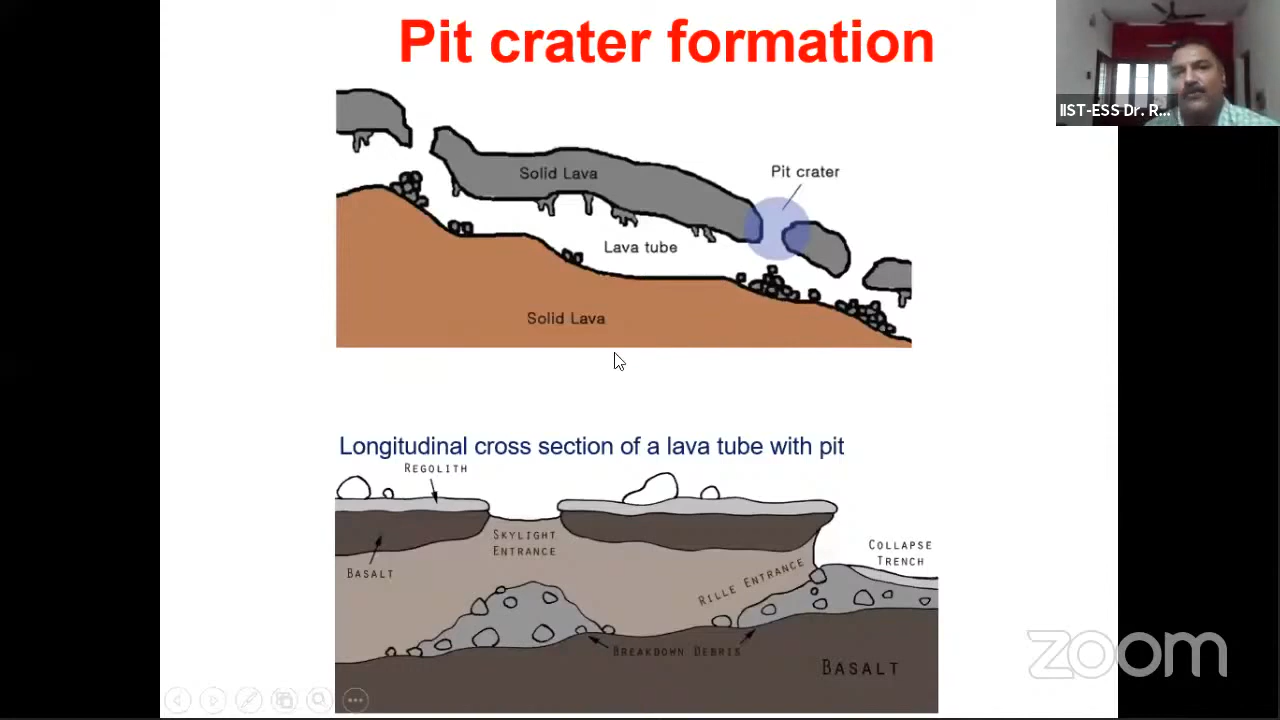 Pit crater formation
IIST-ESS Dr. R...
Solid Lava
Pit crater
Lava tube
Solid Lava
Longitudinal cross section of a lava tube with pit
REGOLITH
SKYLIGHT
ENTRANCE
BASALT
COLLAPSE
TRENCH
RILLE ENTRANCE
BREAKDOWN DEBRIS
BASALT
zoom